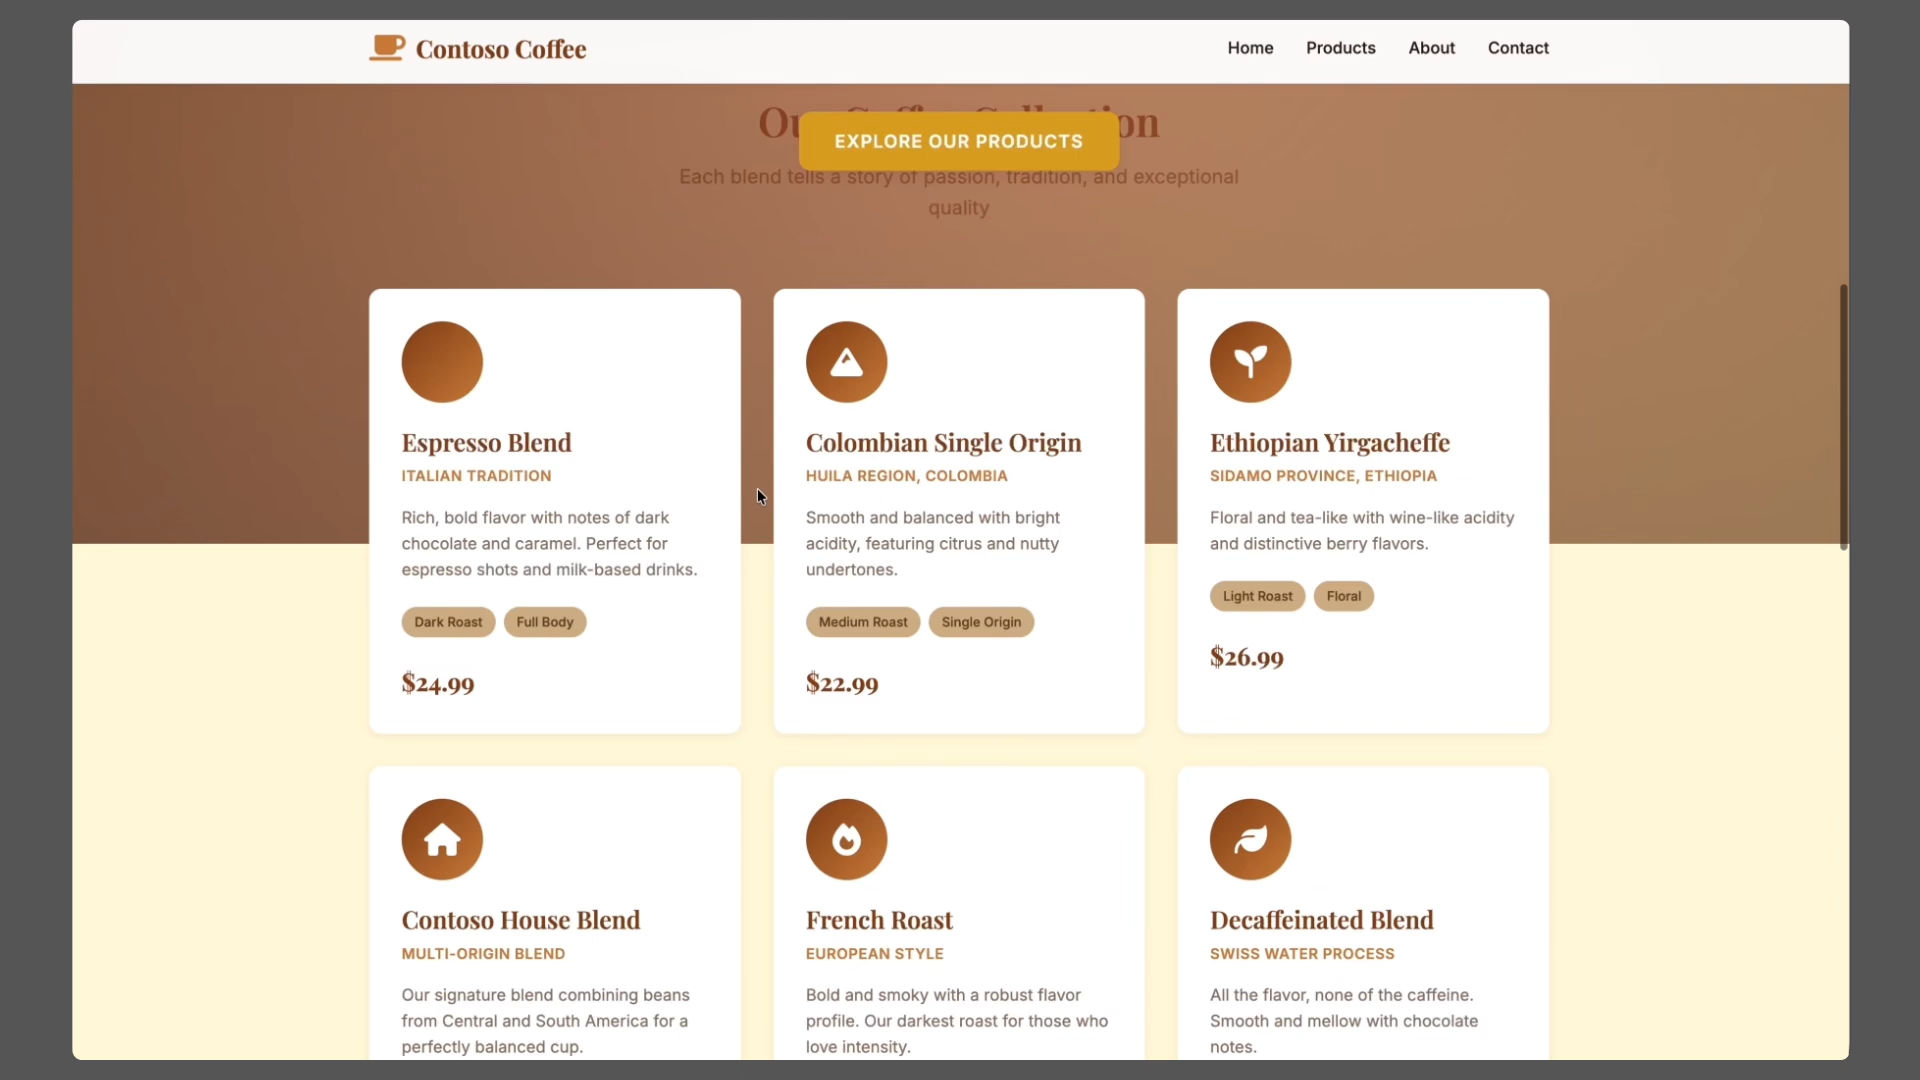 Contoso Coffee
Home Products About Contact
Our Coffee Collection
EXPLORE OUR PRODUCTS
Each blend tells a story of passion, tradition, and exceptional
quality
Espresso Blend
ITALIAN TRADITION
Rich, bold flavor with notes of dark
chocolate and caramel. Perfect for
espresso shots and milk-based drinks.
Dark Roast Full Body
$24.99
Colombian Single Origin
HUILA REGION, COLOMBIA
Smooth and balanced with bright
acidity, featuring citrus and nutty
undertones.
Medium Roast Single Origin
$22.99
Ethiopian Yirgacheffe
SIDAMO PROVINCE, ETHIOPIA
Floral and tea-like with wine-like acidity
and distinctive berry flavors.
Light Roast Floral
$26.99
Contoso House Blend
MULTI-ORIGIN BLEND
Our signature blend combining beans
from Central and South America for a
perfectly balanced cup.
French Roast
EUROPEAN STYLE
Bold and smoky with a robust flavor
profile. Our darkest roast for those who
love intensity.
Decaffeinated Blend
SWISS WATER PROCESS
All the flavor, none of the caffeine.
Smooth and mellow with chocolate
notes.